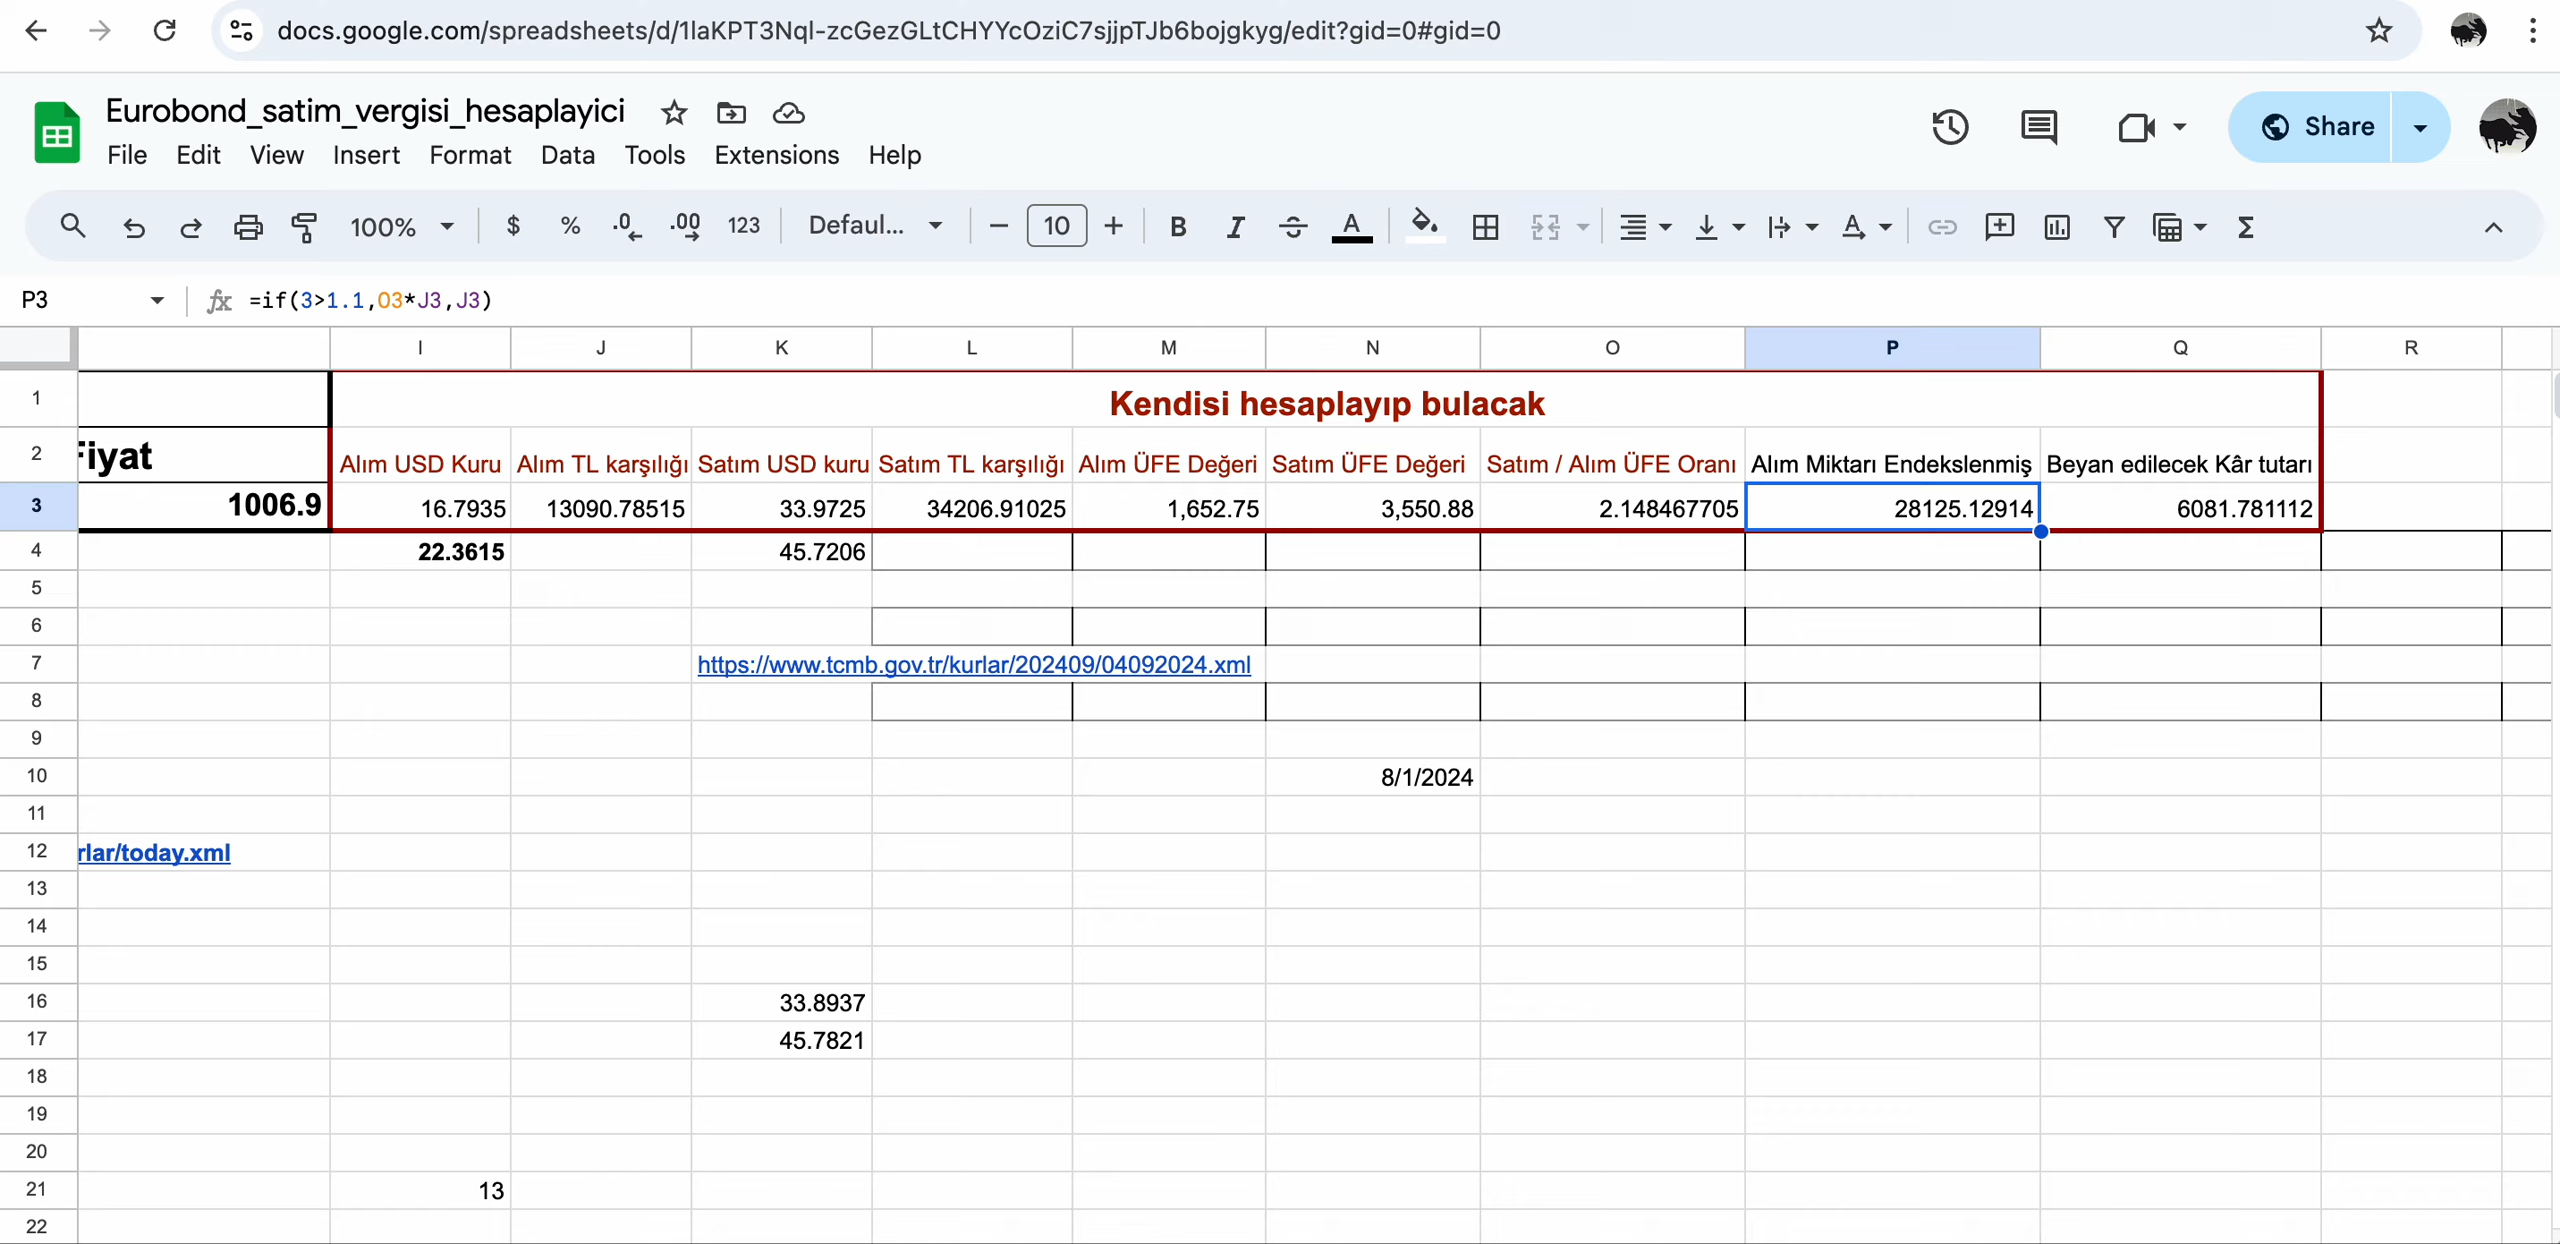 docs.google.com/spreadsheets/d/1laKPT3Nql-zcGezGLtCHYYcOziC7sjjpTJb6bojgkyg/edit?gid=0#gid=0
Eurobond_satim_vergisi_hesaplayici
File Edit View Insert Format Data Tools Extensions Help
Share
100% $ % .0 .00 123 Defaul... 10 B I A A Σ
P3 fx =if(3>1.1,O3*J3,J3)
I J K L M N O P Q R
1 Kendisi hesaplayıp bulacak
2 Fiyat Alım USD Kuru Alım TL karşılığı Satım USD kuru Satım TL karşılığı Alım ÜFE Değeri Satım ÜFE Değeri Satım / Alım ÜFE Oranı Alım Miktarı Endekslenmiş Beyan edilecek Kâr tutarı
3 1006.9 16.7935 13090.78515 33.9725 34206.91025 1,652.75 3,550.88 2.148467705 28125.12914 6081.781112
4 22.3615 45.7206
5
6
7 https://www.tcmb.gov.tr/kurlar/202409/04092024.xml
8
9
10 8/1/2024
11
12 rlar/today.xml
13
14
15
16 33.8937
17 45.7821
18
19
20
21 13
22